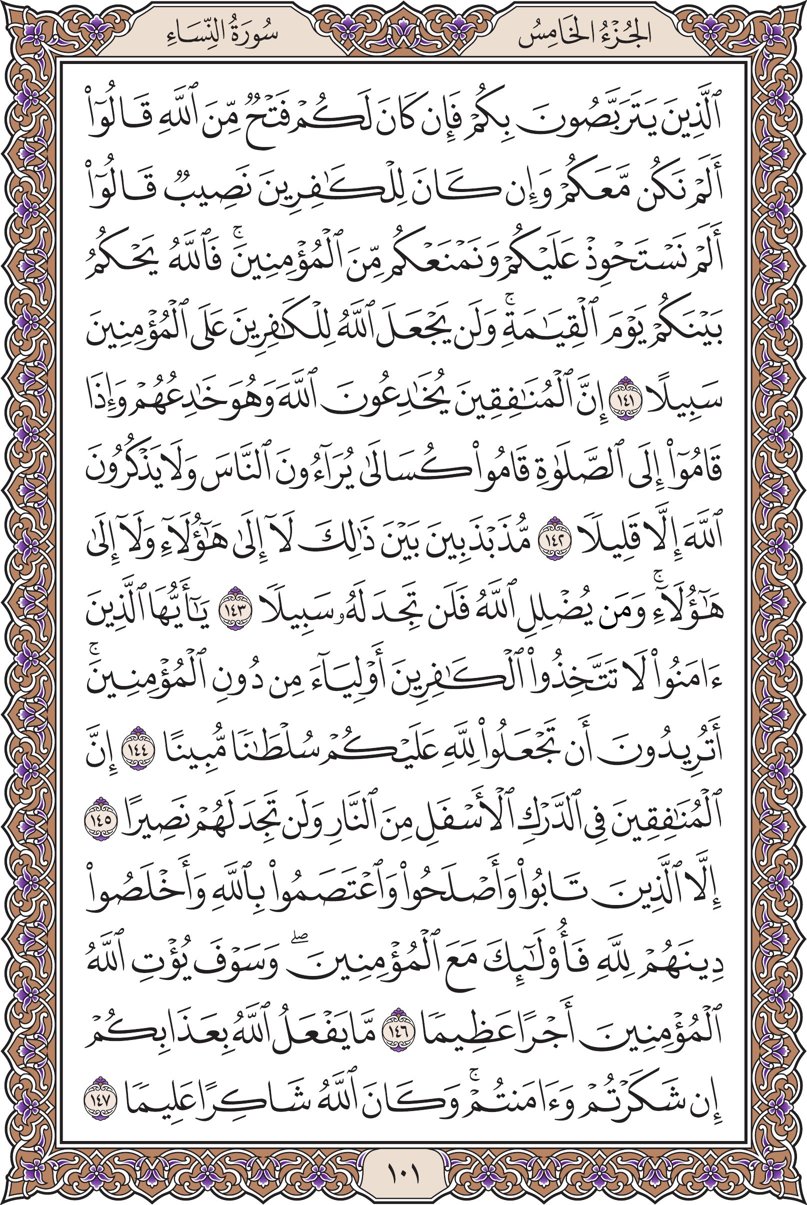 الجُزْءُ الخَامِسُ
سُورَةُ النِّسَاءِ
ٱلَّذِينَ يَتَرَبَّصُونَ بِكُمْ فَإِن كَانَ لَكُمْ فَتْحٌ مِّنَ ٱللَّهِ قَالُوٓا۟
أَلَمْ نَكُن مَّعَكُمْ وَإِن كَانَ لِلْكَٰفِرِينَ نَصِيبٌ قَالُوٓا۟
أَلَمْ نَسْتَحْوِذْ عَلَيْكُمْ وَنَمْنَعْكُم مِّنَ ٱلْمُؤْمِنِينَۚ فَٱللَّهُ يَحْكُمُ
بَيْنَكُمْ يَوْمَ ٱلْقِيَٰمَةِۚ وَلَن يَجْعَلَ ٱللَّهُ لِلْكَٰفِرِينَ عَلَى ٱلْمُؤْمِنِينَ
سَبِيلًا ١٤١ إِنَّ ٱلْمُنَٰفِقِينَ يُخَٰدِعُونَ ٱللَّهَ وَهُوَ خَٰدِعُهُمْ وَإِذَا
قَامُوٓا۟ إِلَى ٱلصَّلَوٰةِ قَامُوا۟ كُسَالَىٰ يُرَآءُونَ ٱلنَّاسَ وَلَا يَذْكُرُونَ
ٱللَّهَ إِلَّا قَلِيلًا ١٤٢ مُّذَبْذَبِينَ بَيْنَ ذَٰلِكَ لَآ إِلَىٰ هَٰٓؤُلَآءِ وَلَآ إِلَىٰ
هَٰٓؤُلَآءِۚ وَمَن يُضْلِلِ ٱللَّهُ فَلَن تَجِدَ لَهُۥ سَبِيلًا ١٤٣ يَٰٓأَيُّهَا ٱلَّذِينَ
ءَامَنُوا۟ لَا تَتَّخِذُوا۟ ٱلْكَٰفِرِينَ أَوْلِيَآءَ مِن دُونِ ٱلْمُؤْمِنِينَۚ
أَتُرِيدُونَ أَن تَجْعَلُوا۟ لِلَّهِ عَلَيْكُمْ سُلْطَٰنًا مُّبِينًا ١٤٤ إِنَّ
ٱلْمُنَٰفِقِينَ فِى ٱلدَّرْكِ ٱلْأَسْفَلِ مِنَ ٱلنَّارِ وَلَن تَجِدَ لَهُمْ نَصِيرًا ١٤٥
إِلَّا ٱلَّذِينَ تَابُوا۟ وَأَصْلَحُوا۟ وَٱعْتَصَمُوا۟ بِٱللَّهِ وَأَخْلَصُوا۟
دِينَهُمْ لِلَّهِ فَأُو۟لَٰٓئِكَ مَعَ ٱلْمُؤْمِنِينَۖ وَسَوْفَ يُؤْتِ ٱللَّهُ
ٱلْمُؤْمِنِينَ أَجْرًا عَظِيمًا ١٤٦ مَّا يَفْعَلُ ٱللَّهُ بِعَذَابِكُمْ
إِن شَكَرْتُمْ وَءَامَنتُمْۚ وَكَانَ ٱللَّهُ شَاكِرًا عَلِيمًا ١٤٧
١٠١